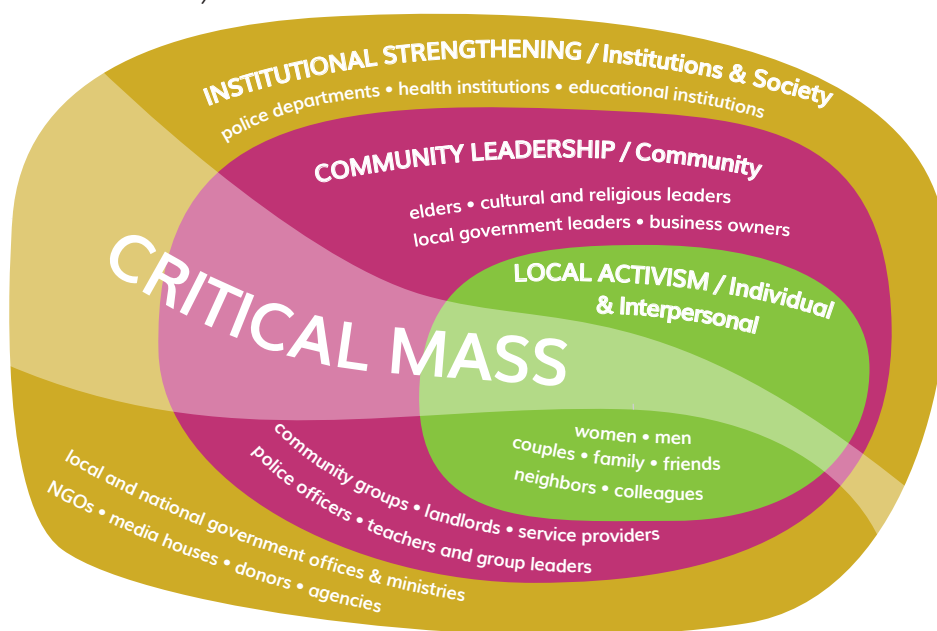 INSTITUTIONAL STRENGTHENING / Institutions & Society
police departments • health institutions • educational institutions
COMMUNITY LEADERSHIP / Community
elders • cultural and religious leaders
local government leaders • business owners
LOCAL ACTIVISM / Individual
& Interpersonal
CRITICAL MASS
women • men
couples • family • friends
neighbors • colleagues
community groups • landlords • service providers
police officers • teachers and group leaders
local and national government offices & ministries
NGOs • media houses • donors • agencies